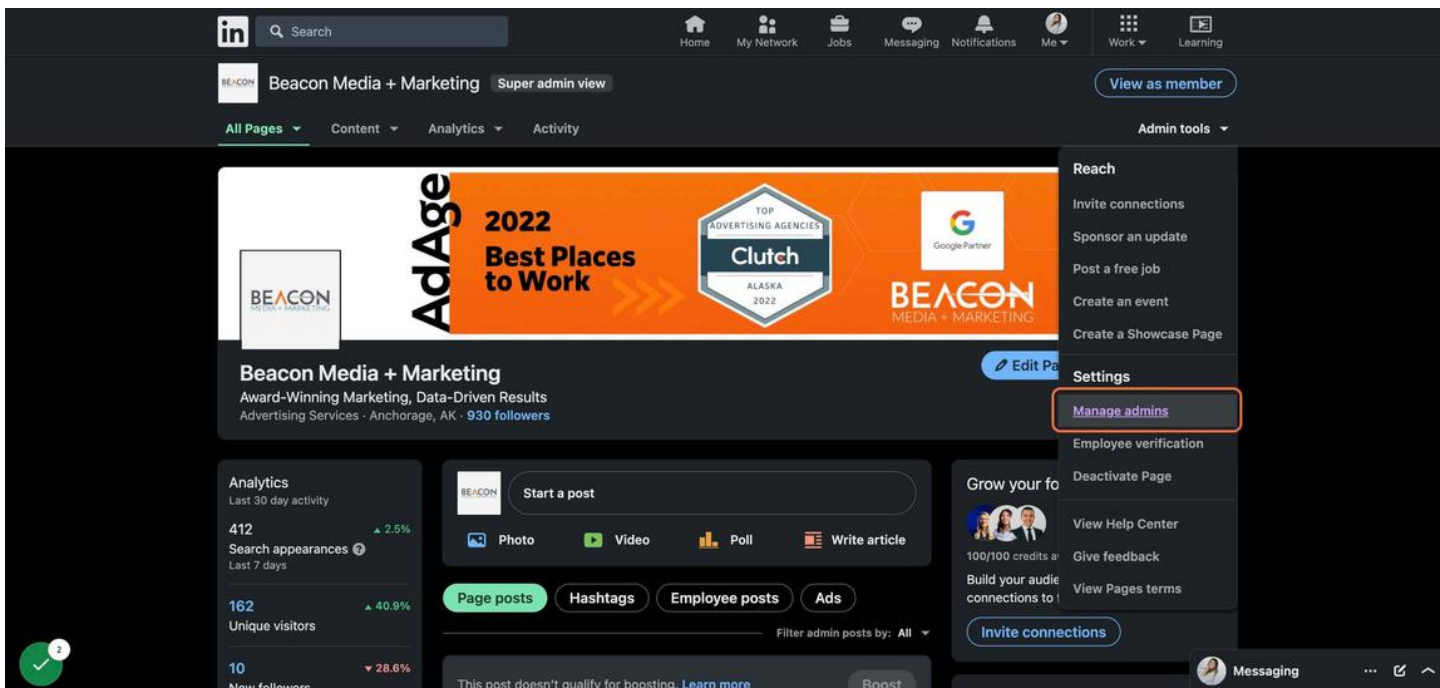 in
Search
Home
My Network
Jobs
Messaging
Notifications
Me
Work
Learning
BEACON
Beacon Media + Marketing
Super admin view
View as member
All Pages
Content
Analytics
Activity
Admin tools
AdAge
2022
Best Places
to Work
TOP
ADVERTISING AGENCIES
Clutch
ALASKA
2022
G
Google Partner
BEACON
MEDIA + MARKETING
BEACON
MEDIA + MARKETING
Reach
Invite connections
Sponsor an update
Post a free job
Create an event
Create a Showcase Page
Settings
Manage admins
Employee verification
Deactivate Page
View Help Center
Give feedback
View Pages terms
Beacon Media + Marketing
Award-Winning Marketing, Data-Driven Results
Advertising Services · Anchorage, AK · 930 followers
Edit Pa
Analytics
Last 30 day activity
412
2.5%
Search appearances
Last 7 days
162
40.9%
Unique visitors
10
28.6%
New followers
BEACON
Start a post
Photo
Video
Poll
Write article
Page posts
Hashtags
Employee posts
Ads
Filter admin posts by: All
This post doesn't qualify for boosting. Learn more
Boost
Grow your fo
100/100 credits a
Build your audie
connections to f
Invite connections
2
Messaging